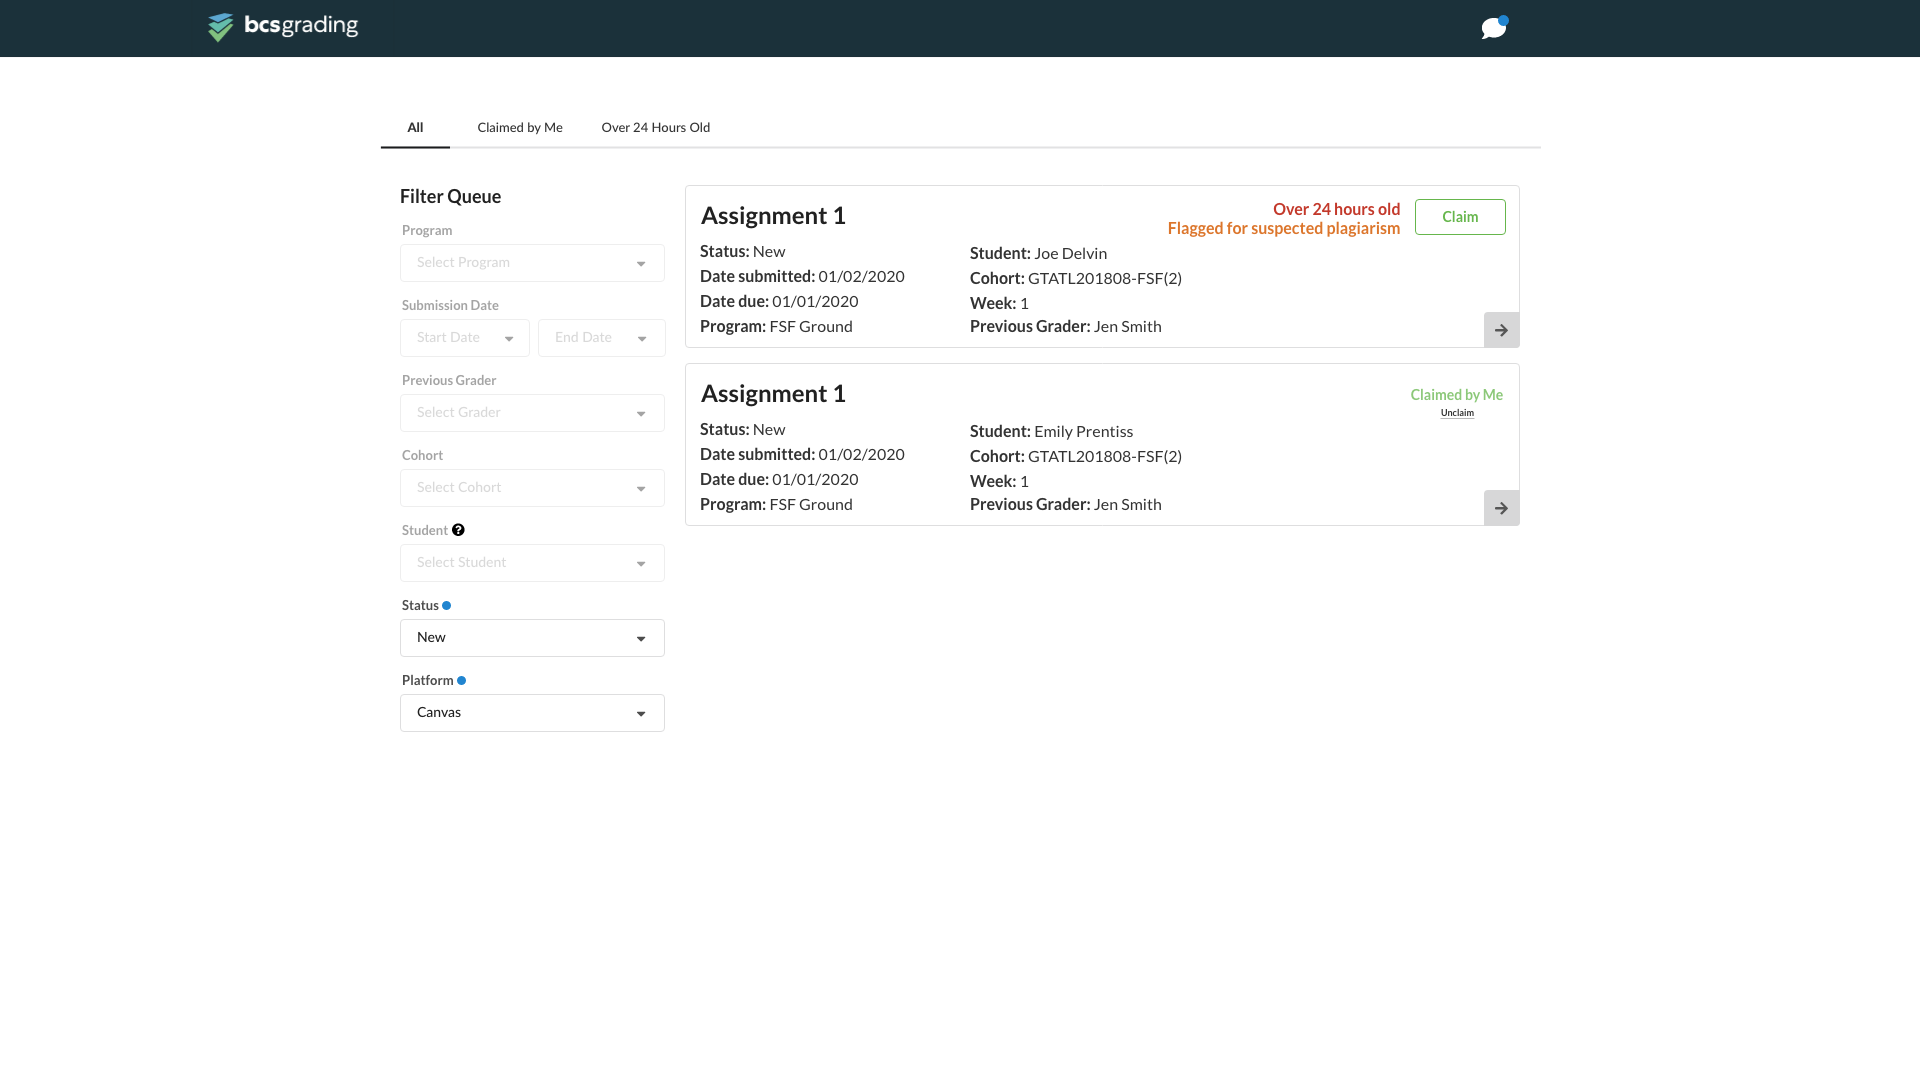 bcsgrading
All
Claimed by Me
Over 24 Hours Old
Filter Queue
Program
Select Program
Submission Date
Start Date
End Date
Previous Grader
Select Grader
Cohort
Select Cohort
Student ?
Select Student
Status
New
Platform
Canvas
Assignment 1
Over 24 hours old
Flagged for suspected plagiarism
Claim
Status: New
Date submitted: 01/02/2020
Date due: 01/01/2020
Program: FSF Ground
Student: Joe Delvin
Cohort: GTATL201808-FSF(2)
Week: 1
Previous Grader: Jen Smith
Assignment 1
Claimed by Me
Unclaim
Status: New
Date submitted: 01/02/2020
Date due: 01/01/2020
Program: FSF Ground
Student: Emily Prentiss
Cohort: GTATL201808-FSF(2)
Week: 1
Previous Grader: Jen Smith